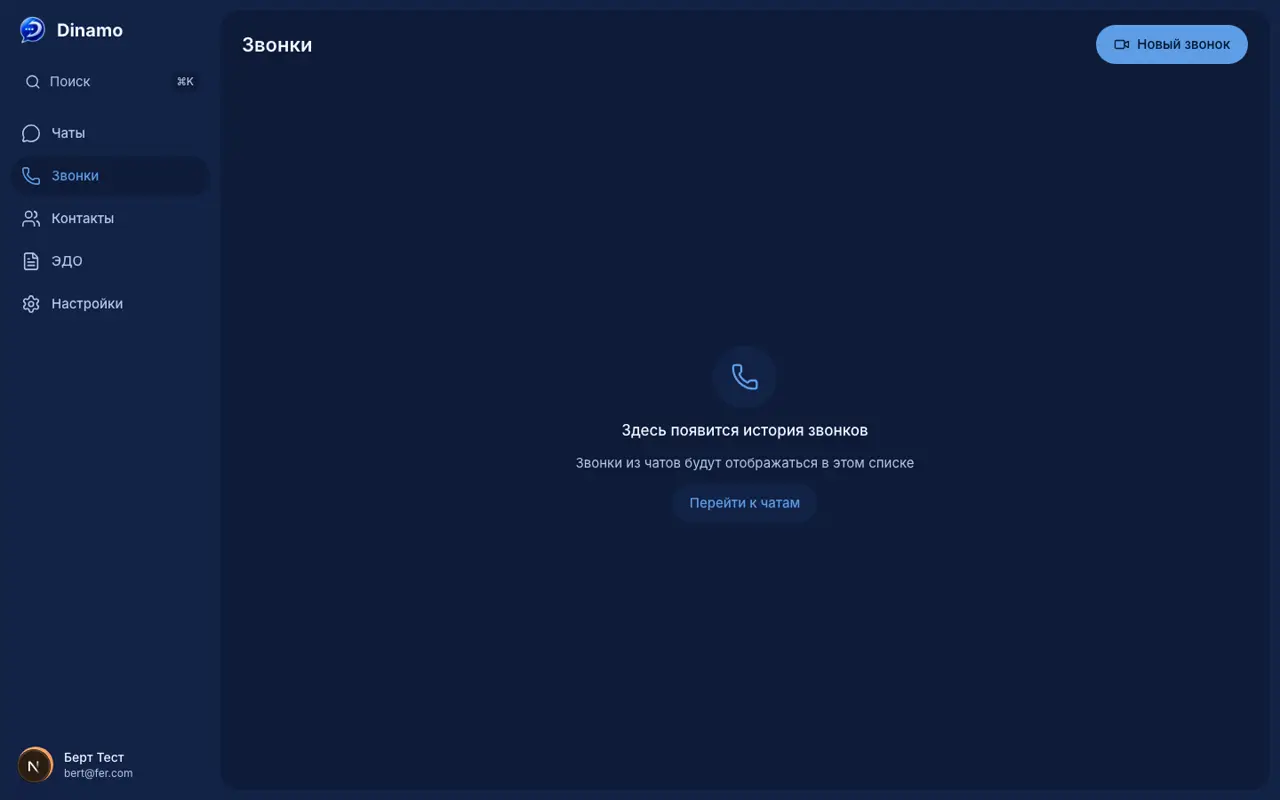 Dinamo
Поиск ⌘K
Чаты
Звонки
Контакты
ЭДО
Настройки
Звонки
Новый звонок
Здесь появится история звонков
Звонки из чатов будут отображаться в этом списке
Перейти к чатам
N
Берт Тест
bert@fer.com